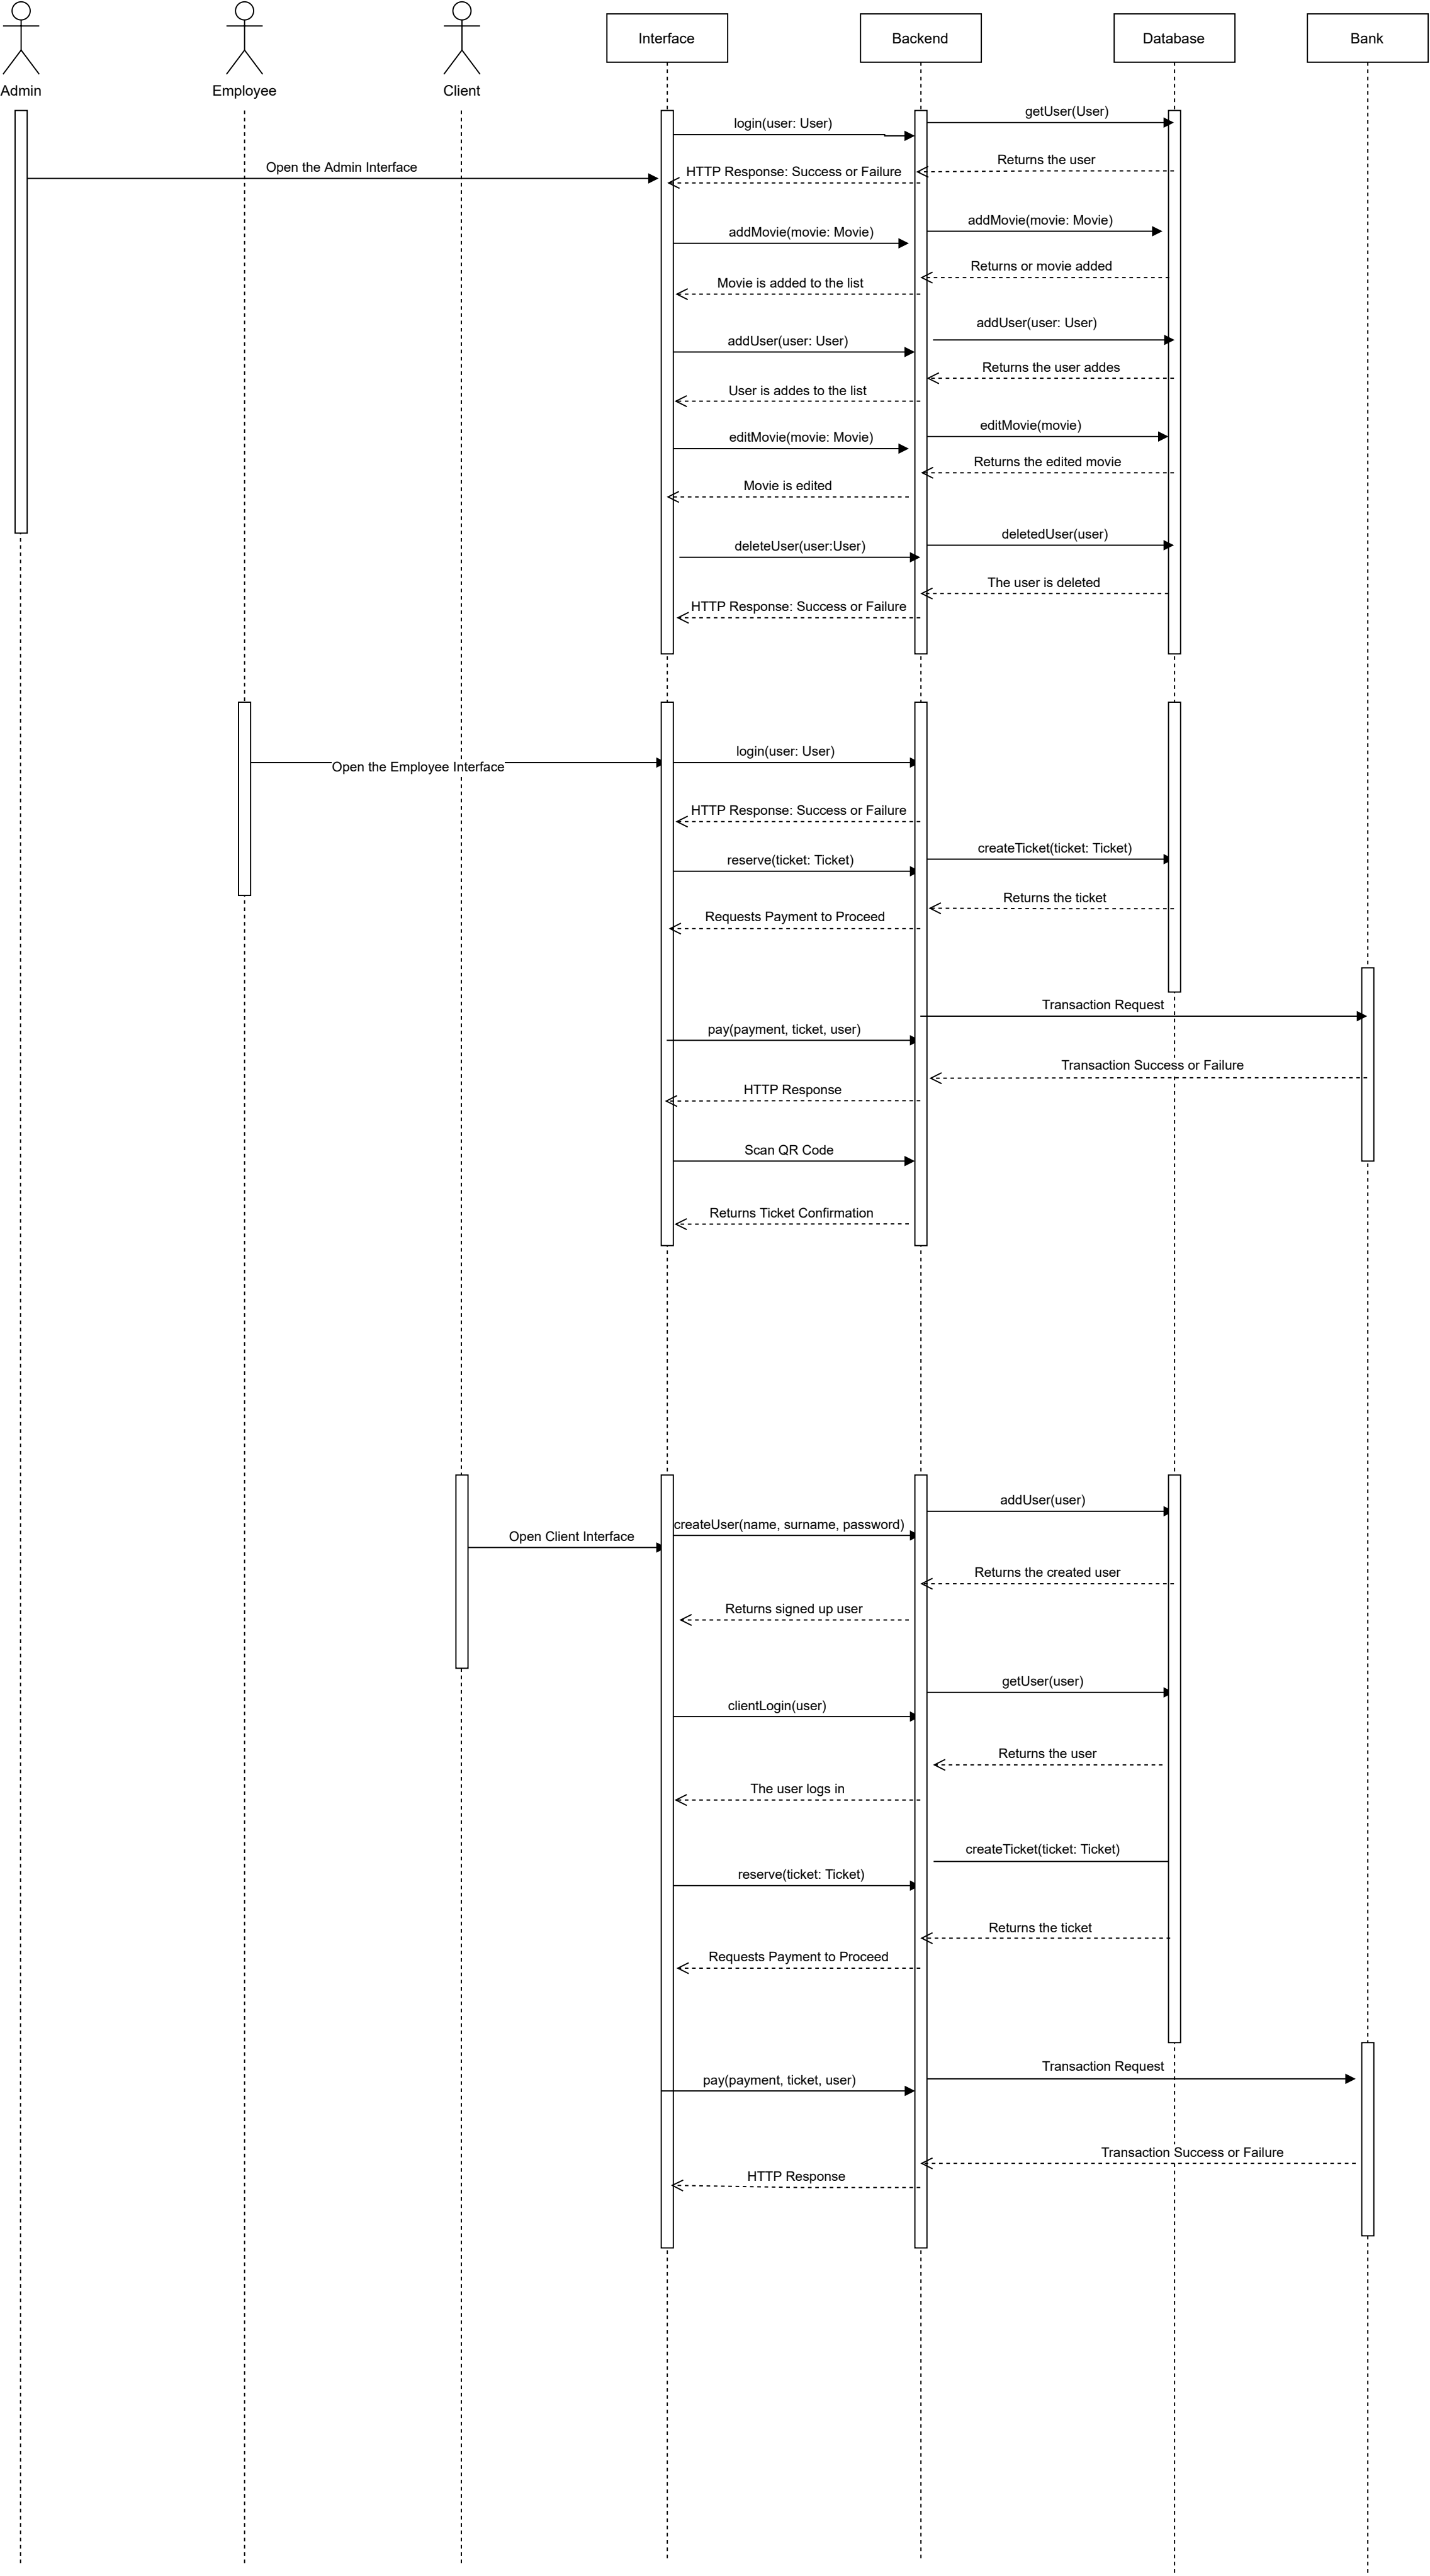 Interface
Backend
Database
Bank
Admin
Employee
Client
getUser(User)
login(user: User)
Returns the user
Open the Admin Interface
HTTP Response: Success or Failure
addMovie(movie: Movie)
addMovie(movie: Movie)
Returns or movie added
Movie is added to the list
addUser(user: User)
addUser(user: User)
Returns the user addes
User is addes to the list
editMovie(movie)
editMovie(movie: Movie)
Returns the edited movie
Movie is edited
deletedUser(user)
deleteUser(user:User)
The user is deleted
HTTP Response: Success or Failure
login(user: User)
Open the Employee Interface
HTTP Response: Success or Failure
createTicket(ticket: Ticket)
reserve(ticket: Ticket)
Returns the ticket
Requests Payment to Proceed
Transaction Request
pay(payment, ticket, user)
Transaction Success or Failure
HTTP Response
Scan QR Code
Returns Ticket Confirmation
addUser(user)
createUser(name, surname, password)
Open Client Interface
Returns the created user
Returns signed up user
getUser(user)
clientLogin(user)
Returns the user
The user logs in
createTicket(ticket: Ticket)
reserve(ticket: Ticket)
Returns the ticket
Requests Payment to Proceed
Transaction Request
pay(payment, ticket, user)
Transaction Success or Failure
HTTP Response